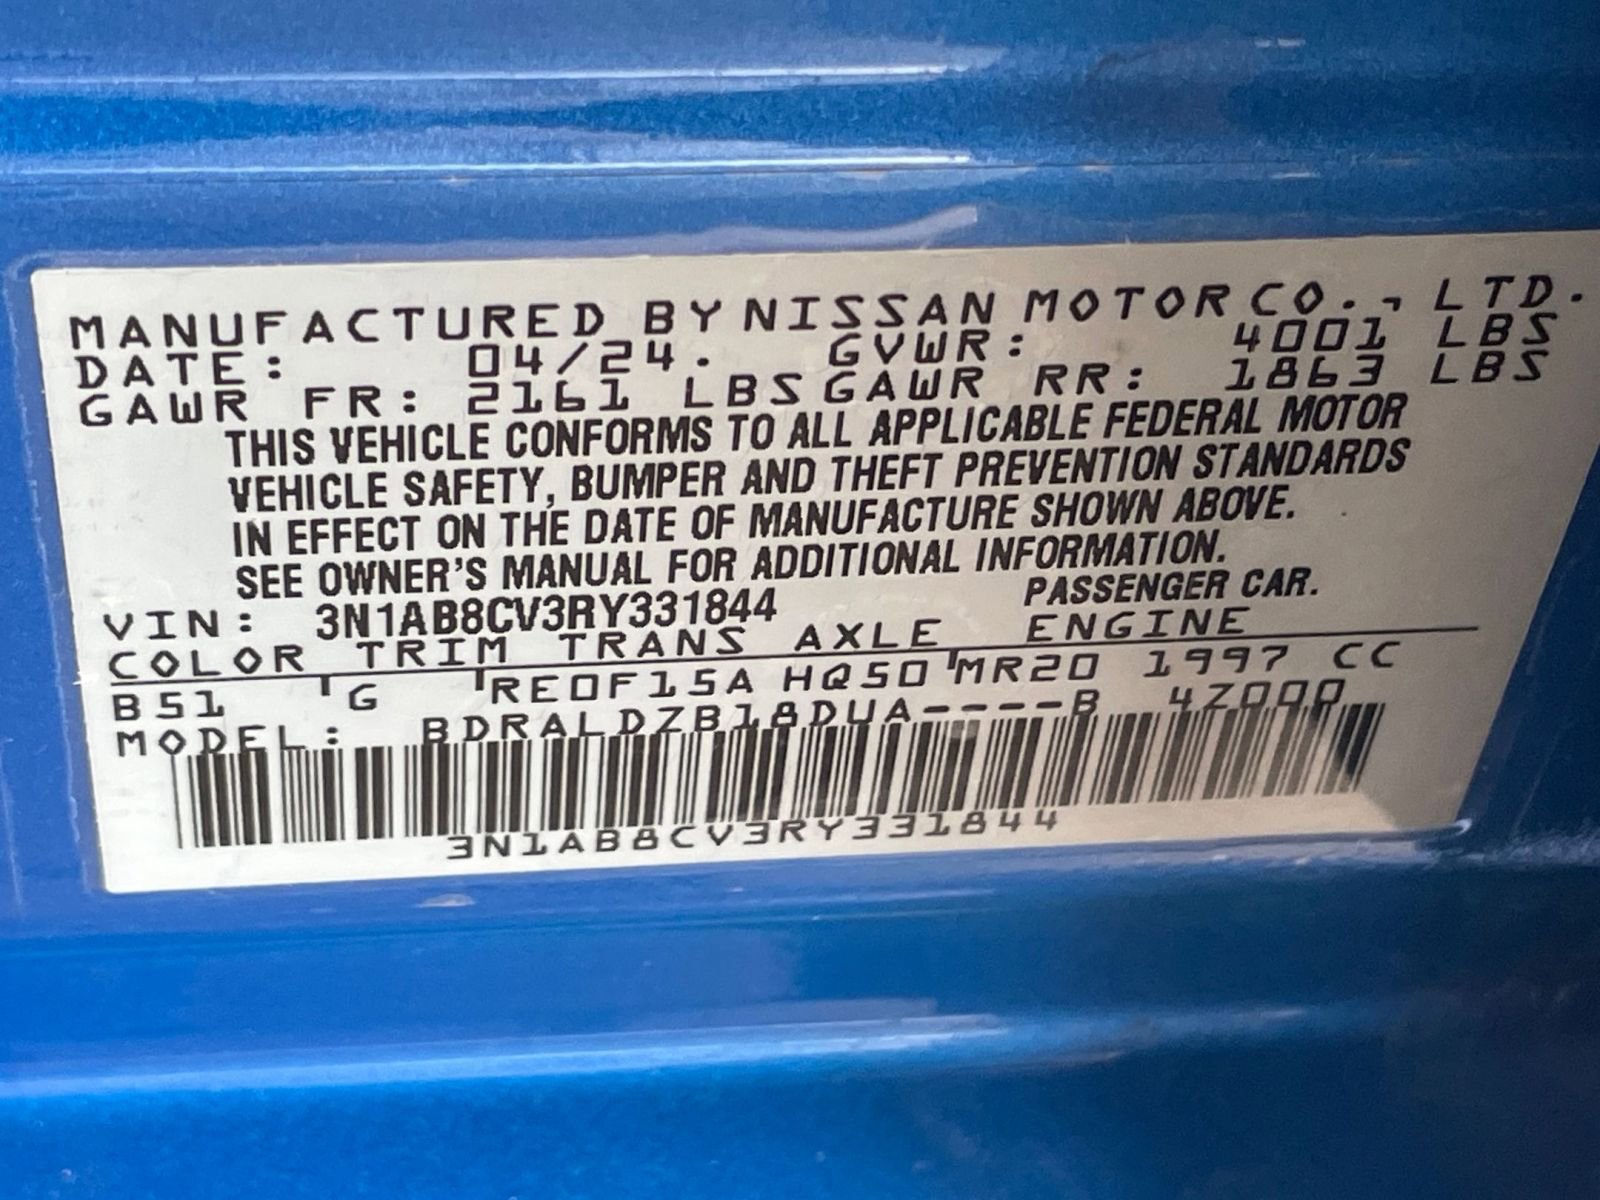 MANUFACTURED BY NISSAN MOTOR CO., LTD.
DATE: 04/24. GVWR: 4001 LBS
GAWR FR: 2161 LBS GAWR RR: 1863 LBS
THIS VEHICLE CONFORMS TO ALL APPLICABLE FEDERAL MOTOR
VEHICLE SAFETY, BUMPER AND THEFT PREVENTION STANDARDS
IN EFFECT ON THE DATE OF MANUFACTURE SHOWN ABOVE.
SEE OWNER'S MANUAL FOR ADDITIONAL INFORMATION.
VIN: 3N1AB8CV3RY331844 PASSENGER CAR.
COLOR TRIM TRANS AXLE ENGINE
B51 G RE0F15A HQ50 MR20 1997 CC
MODEL: BDRALDZB18DUA----B 4Z000
3N1AB8CV3RY331844